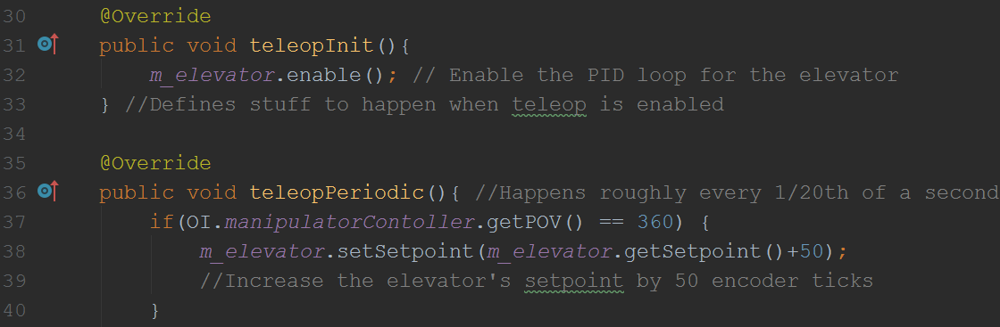 30 @Override
31 public void teleopInit(){
32 m_elevator.enable(); // Enable the PID loop for the elevator
33 } //Defines stuff to happen when teleop is enabled
34
35 @Override
36 public void teleopPeriodic(){ //Happens roughly every 1/20th of a second
37 if(OI.manipulatorContoller.getPOV() == 360) {
38 m_elevator.setSetpoint(m_elevator.getSetpoint()+50);
39 //Increase the elevator's setpoint by 50 encoder ticks
40 }